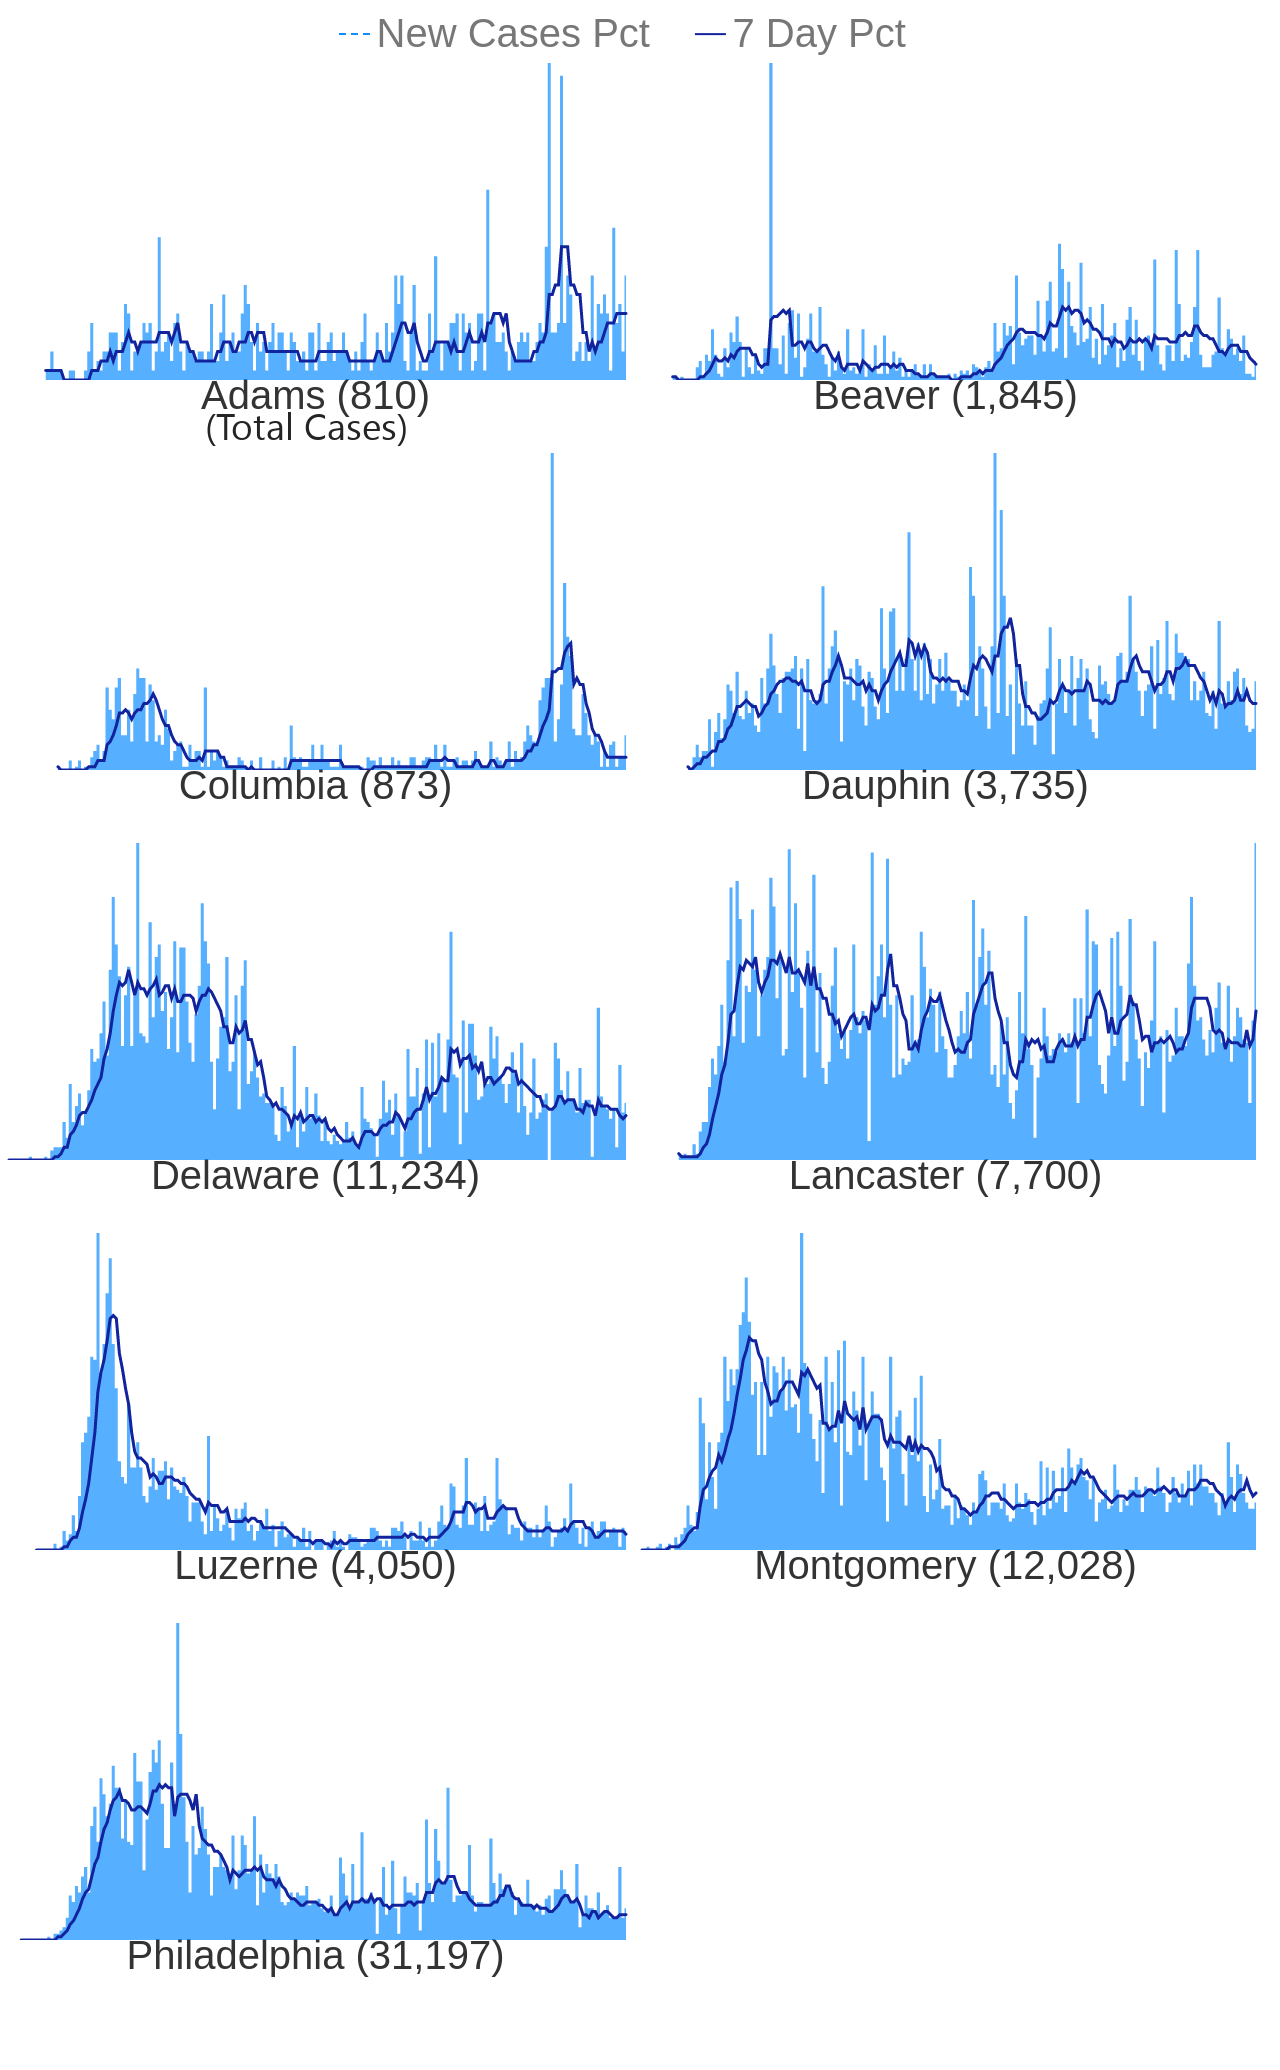 New Cases Pct 7 Day Pct
Adams (810) Beaver (1,845)
(Total Cases)
Columbia (873) Dauphin (3,735)
Delaware (11,234) Lancaster (7,700)
Luzerne (4,050) Montgomery (12,028)
Philadelphia (31,197)